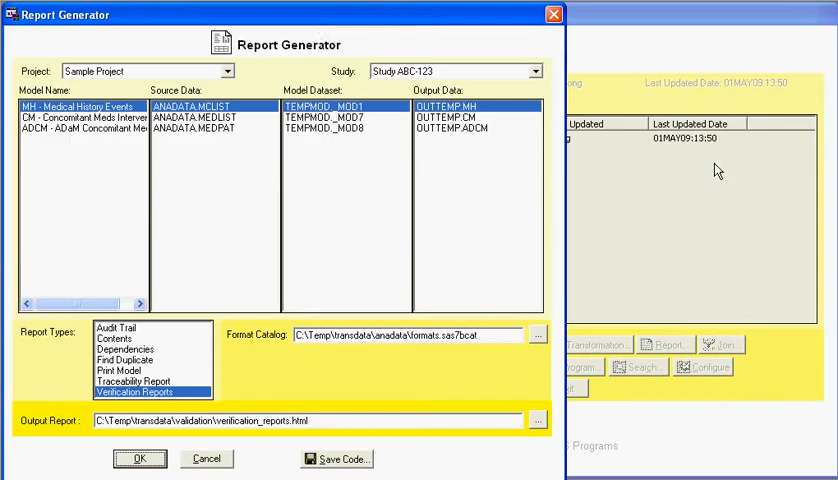 Report Generator
Report Generator
Project: Sample Project Study: Study ABC-123
Model Name: Source Data: Model Dataset: Output Data:
MH - Medical History Events ANADATA.MCLIST TEMPMOD._MOD1 OUTTEMP.MH
CM - Concomitant Meds Interver ANADATA.MEDLIST TEMPMOD._MOD7 OUTTEMP.CM
ADCM - ADaM Concomitant Me ANADATA.MEDPAT TEMPMOD._MOD8 OUTTEMP.ADCM
Report Types:
Audit Trail
Contents
Dependencies
Find Duplicate
Print Model
Traceability Report
Verification Reports
Format Catalog: C:\Temp\transdata\anadata\formats.sas7bcat ...
Output Report : C:\Temp\transdata\validation\verification_reports.html ...
OK Cancel Save Code...
ong Last Updated Date: 01MAY09:13:50
Updated Last Updated Date
g 01MAY09:13:50
Transformation... Report... Join...
rogram... Search... Configure
xit
S Programs